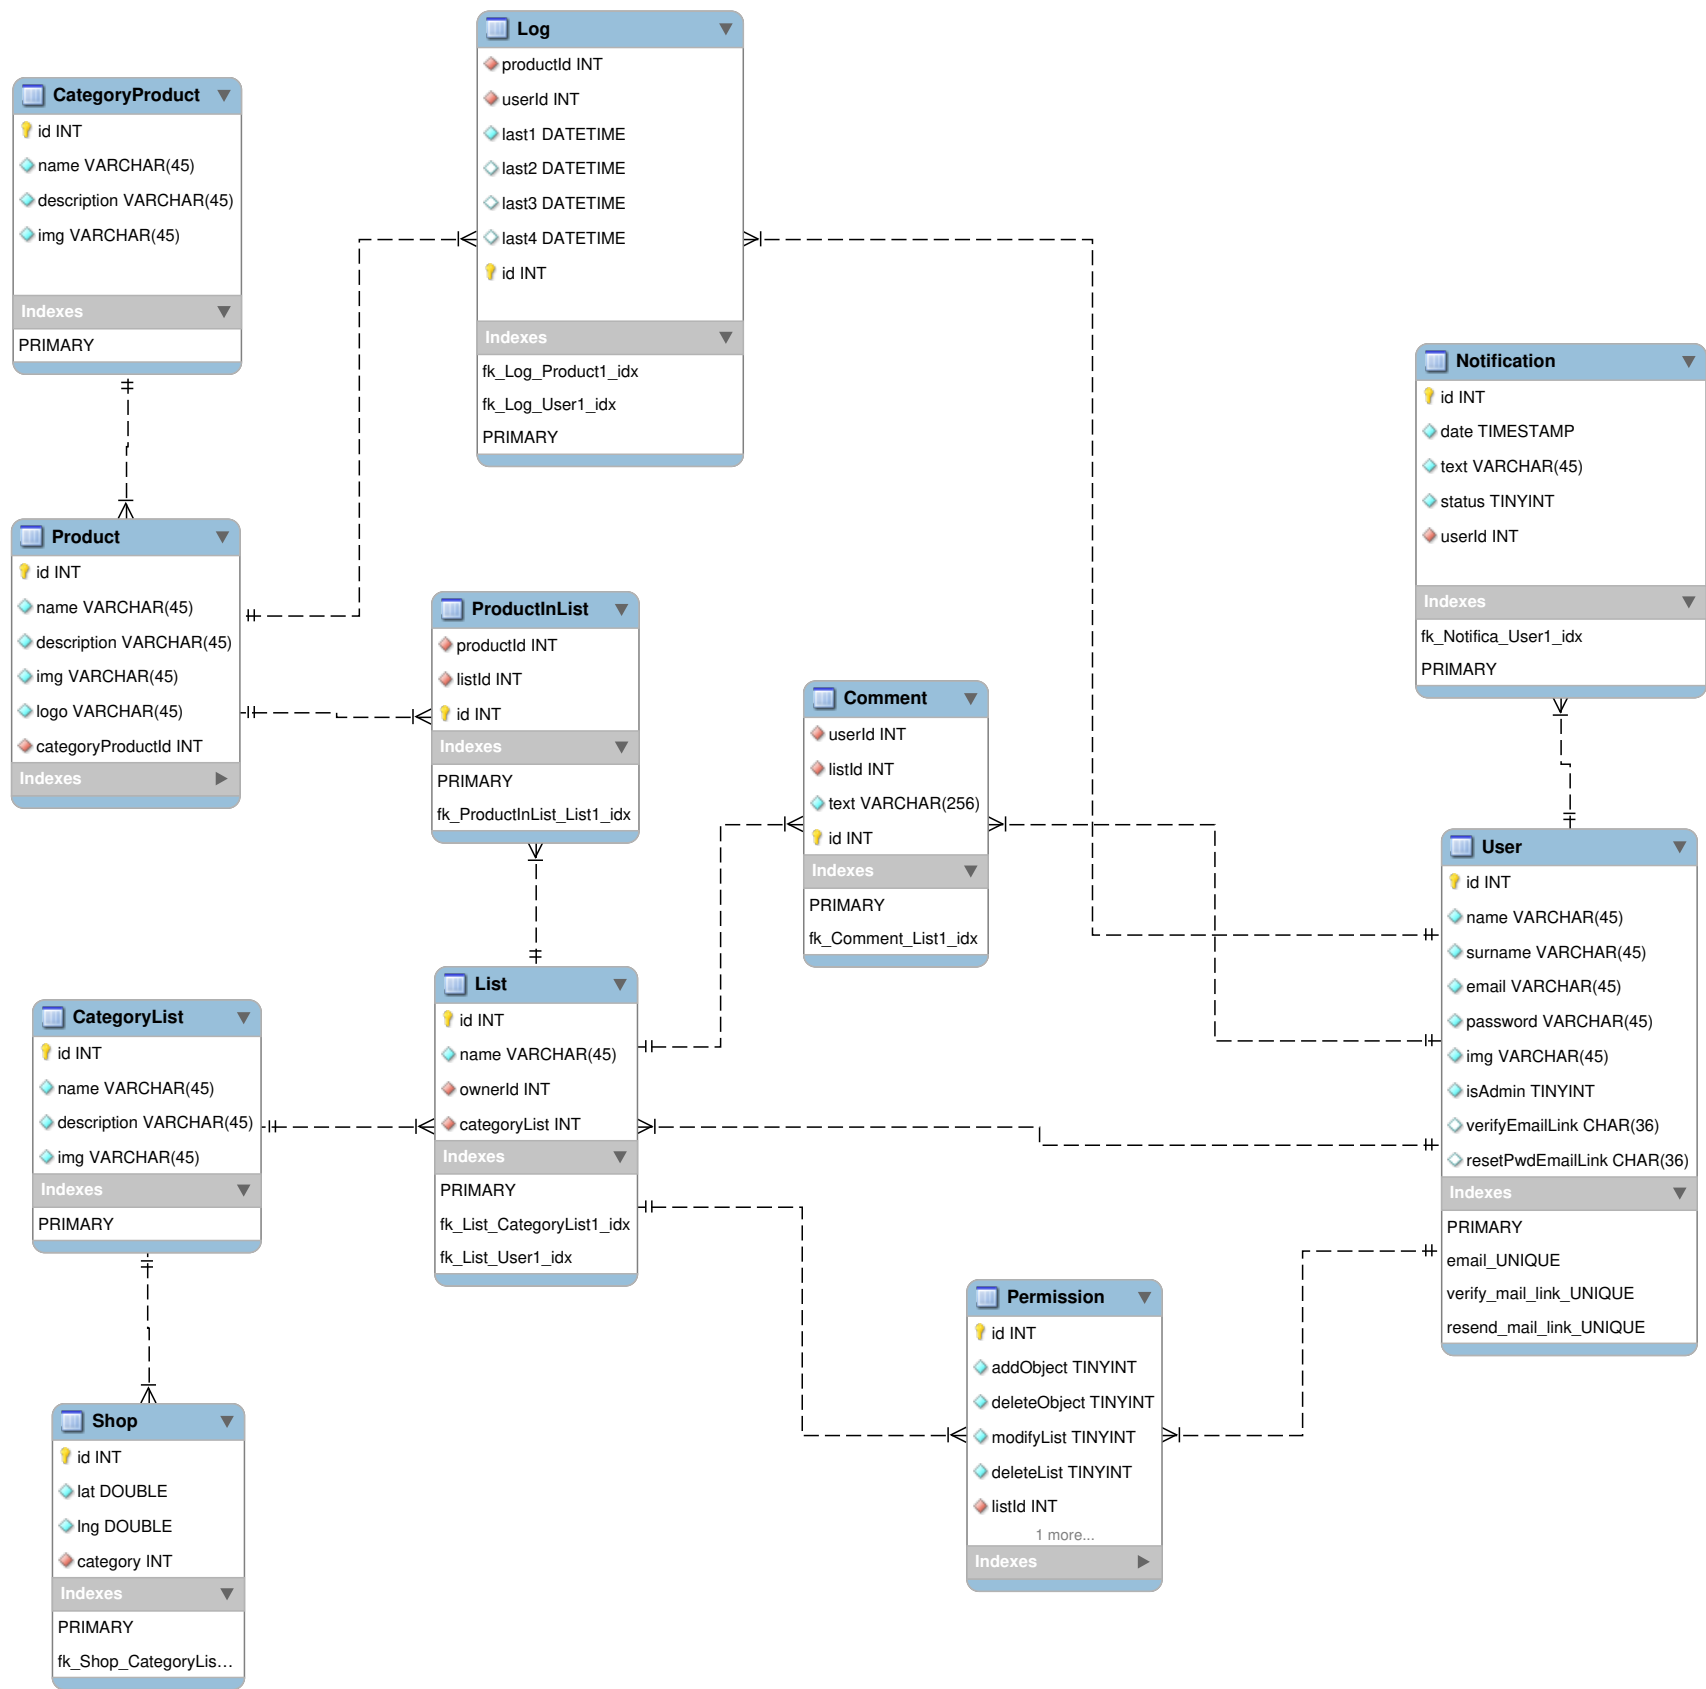 Log
productId INT
userId INT
last1 DATETIME
last2 DATETIME
last3 DATETIME
last4 DATETIME
id INT
Indexes
fk_Log_Product1_idx
fk_Log_User1_idx
PRIMARY
CategoryProduct
id INT
name VARCHAR(45)
description VARCHAR(45)
img VARCHAR(45)
Indexes
PRIMARY
Notification
id INT
date TIMESTAMP
text VARCHAR(45)
status TINYINT
userId INT
Indexes
fk_Notifica_User1_idx
PRIMARY
Product
id INT
name VARCHAR(45)
description VARCHAR(45)
img VARCHAR(45)
logo VARCHAR(45)
categoryProductId INT
Indexes
ProductInList
productId INT
listId INT
id INT
Indexes
PRIMARY
fk_ProductInList_List1_idx
Comment
userId INT
listId INT
text VARCHAR(256)
id INT
Indexes
PRIMARY
fk_Comment_List1_idx
User
id INT
name VARCHAR(45)
surname VARCHAR(45)
email VARCHAR(45)
password VARCHAR(45)
img VARCHAR(45)
isAdmin TINYINT
verifyEmailLink CHAR(36)
resetPwdEmailLink CHAR(36)
Indexes
PRIMARY
email_UNIQUE
verify_mail_link_UNIQUE
resend_mail_link_UNIQUE
List
id INT
name VARCHAR(45)
ownerId INT
categoryList INT
Indexes
PRIMARY
fk_List_CategoryList1_idx
fk_List_User1_idx
CategoryList
id INT
name VARCHAR(45)
description VARCHAR(45)
img VARCHAR(45)
Indexes
PRIMARY
Permission
id INT
addObject TINYINT
deleteObject TINYINT
modifyList TINYINT
deleteList TINYINT
listId INT
1 more...
Indexes
Shop
id INT
lat DOUBLE
lng DOUBLE
category INT
Indexes
PRIMARY
fk_Shop_CategoryLis...